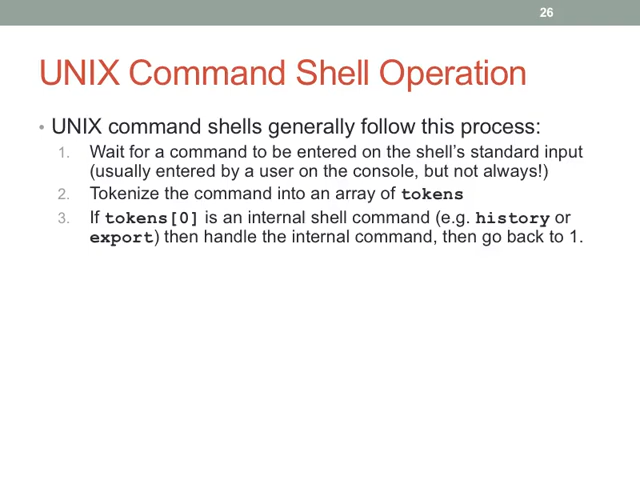 26
UNIX Command Shell Operation
• UNIX command shells generally follow this process:
1. Wait for a command to be entered on the shell's standard input
(usually entered by a user on the console, but not always!)
2. Tokenize the command into an array of tokens
3. If tokens[0] is an internal shell command (e.g. history or
export) then handle the internal command, then go back to 1.